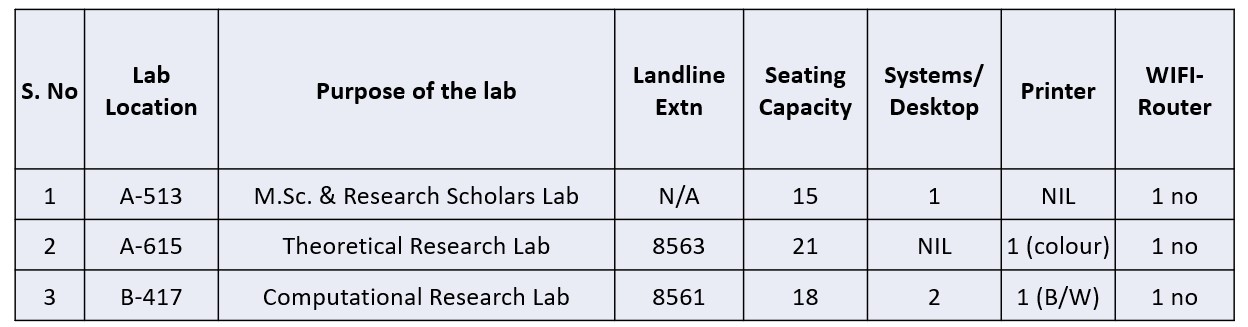 S. No Lab Location Purpose of the lab Landline Extn Seating Capacity Systems/ Desktop Printer WIFI- Router
1 A-513 M.Sc. & Research Scholars Lab N/A 15 1 NIL 1 no
2 A-615 Theoretical Research Lab 8563 21 NIL 1 (colour) 1 no
3 B-417 Computational Research Lab 8561 18 2 1 (B/W) 1 no